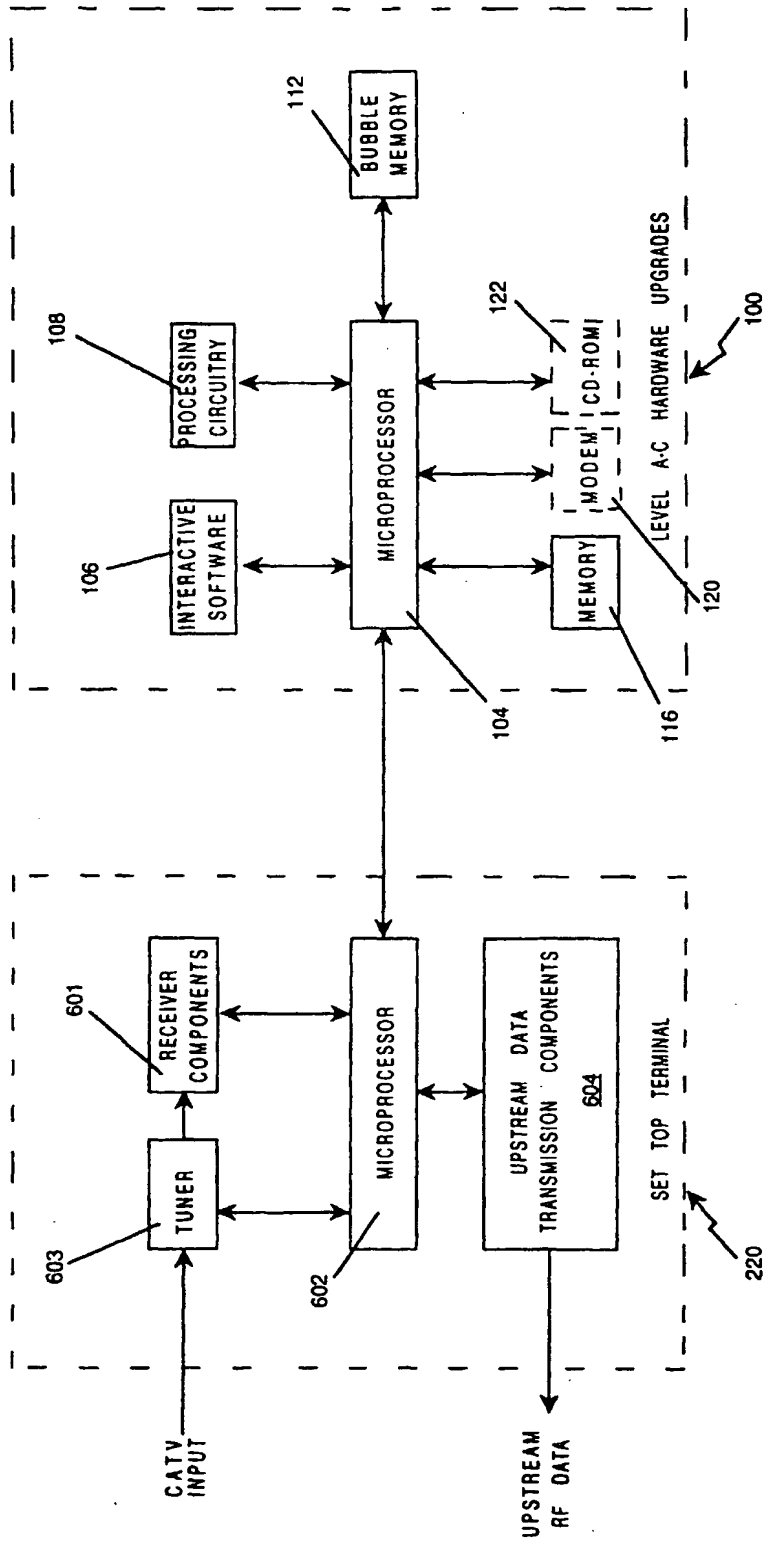 CATV
INPUT
603
TUNER
601
RECEIVER
COMPONENTS
602
MICROPROCESSOR
UPSTREAM DATA
TRANSMISSION COMPONENTS
604
UPSTREAM
RF DATA
SET TOP TERMINAL
220
106
INTERACTIVE
SOFTWARE
108
PROCESSING
CIRCUITRY
104
MICROPROCESSOR
112
BUBBLE
MEMORY
116
MEMORY
120
MODEM
122
CD-ROM
LEVEL A-C HARDWARE UPGRADES
100